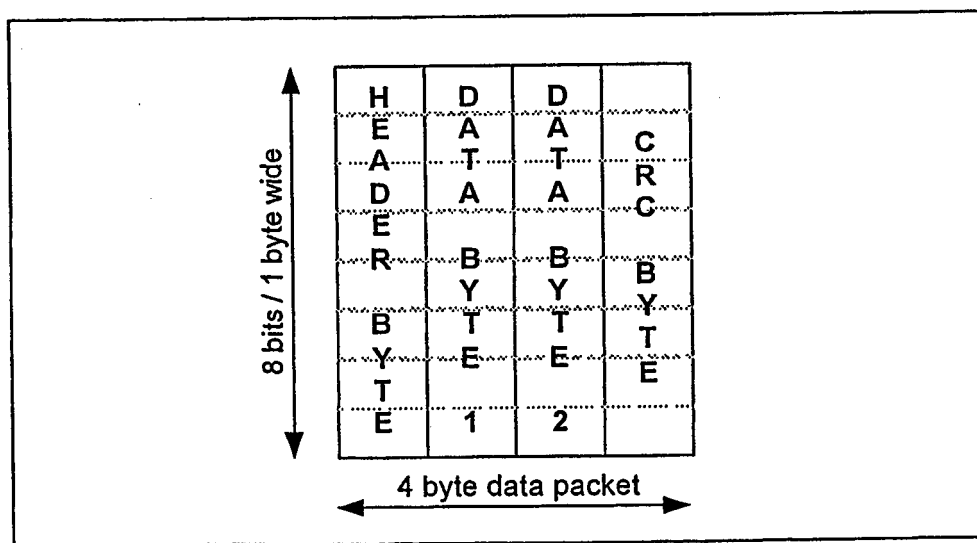 8 bits / 1 byte wide
HEADER BYTE
DATA BYTE 1
DATA BYTE 2
CRC BYTE
4 byte data packet